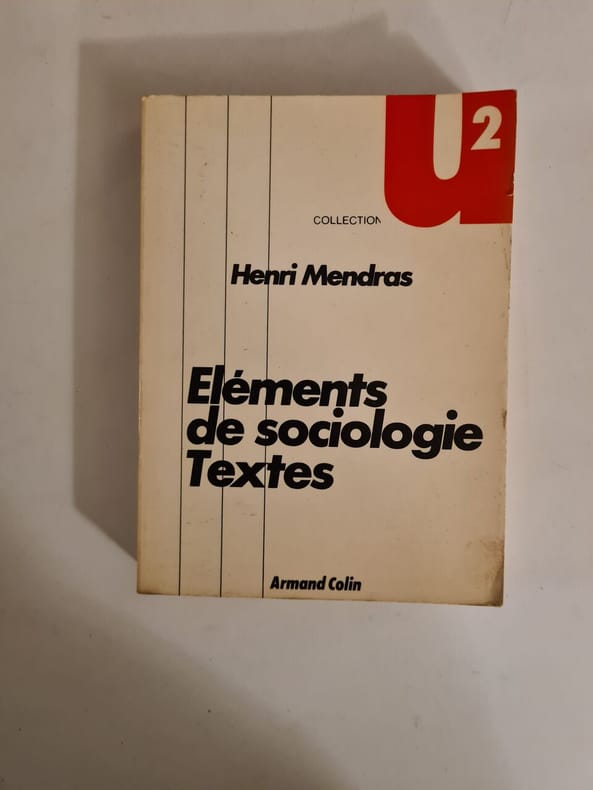 U2
COLLECTION
Henri Mendras
Eléments
de sociologie
Textes
Armand Colin